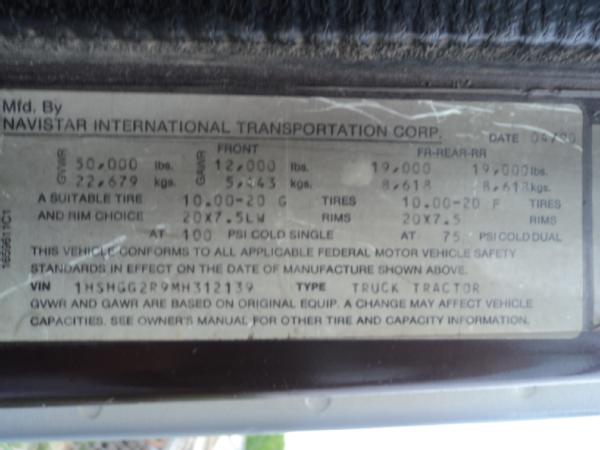 Mfd. By
NAVISTAR INTERNATIONAL TRANSPORTATION CORP. DATE 04/90
FRONT FR-REAR-RR
GVWR 50,000 lbs. GAWR 12,000 lbs. 19,000 19,000 lbs.
22,679 kgs. 5,443 kgs. 8,618 8,618 kgs.
A SUITABLE TIRE 10.00-20 G TIRES 10.00-20 F TIRES
AND RIM CHOICE 20X7.5LW RIMS 20X7.5 RIMS
AT 100 PSI COLD SINGLE AT 75 PSI COLD DUAL
THIS VEHICLE CONFORMS TO ALL APPLICABLE FEDERAL MOTOR VEHICLE SAFETY
STANDARDS IN EFFECT ON THE DATE OF MANUFACTURE SHOWN ABOVE.
VIN 1HSHGG2R9MH312139 TYPE TRUCK TRACTOR
GVWR AND GAWR ARE BASED ON ORIGINAL EQUIP. A CHANGE MAY AFFECT VEHICLE
CAPACITIES. SEE OWNER'S MANUAL FOR OTHER TIRE AND CAPACITY INFORMATION.
1659611C1